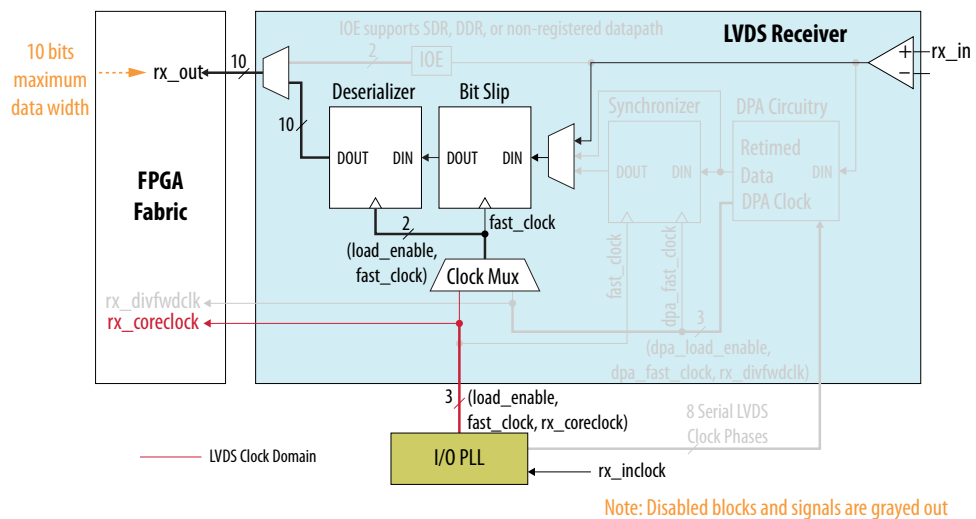 IOE supports SDR, DDR, or non-registered datapath
LVDS Receiver
10 bits
maximum
data width
rx_out
10
2
IOE
+
−
rx_in
Deserializer
Bit Slip
Synchronizer
DPA Circuitry
10
DOUT
DIN
DOUT
DIN
DOUT
DIN
Retimed
Data
DIN
DPA Clock
FPGA
Fabric
2
(load_enable,
fast_clock)
fast_clock
Clock Mux
fast_clock
dpa_fast_clock
rx_divfwdclk
rx_coreclock
3
(dpa_load_enable,
dpa_fast_clock, rx_divfwdclk)
3
(load_enable,
fast_clock, rx_coreclock)
8 Serial LVDS
Clock Phases
LVDS Clock Domain
I/O PLL
rx_inclock
Note: Disabled blocks and signals are grayed out